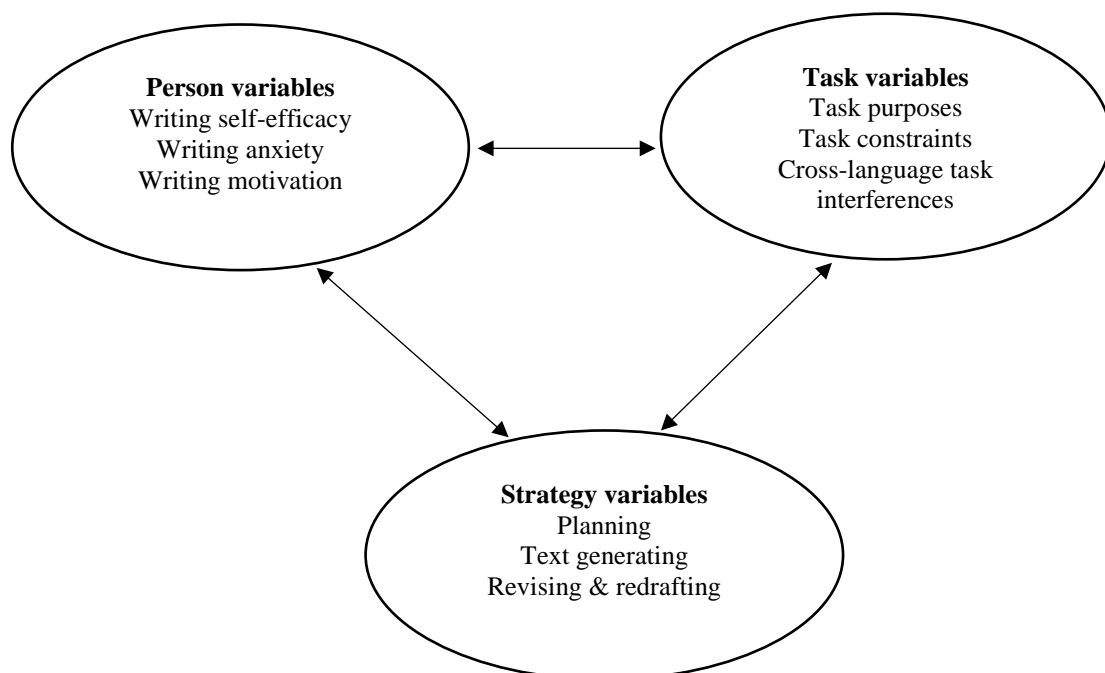 Person variables
Writing self-efficacy
Writing anxiety
Writing motivation
Task variables
Task purposes
Task constraints
Cross-language task
interferences
Strategy variables
Planning
Text generating
Revising & redrafting